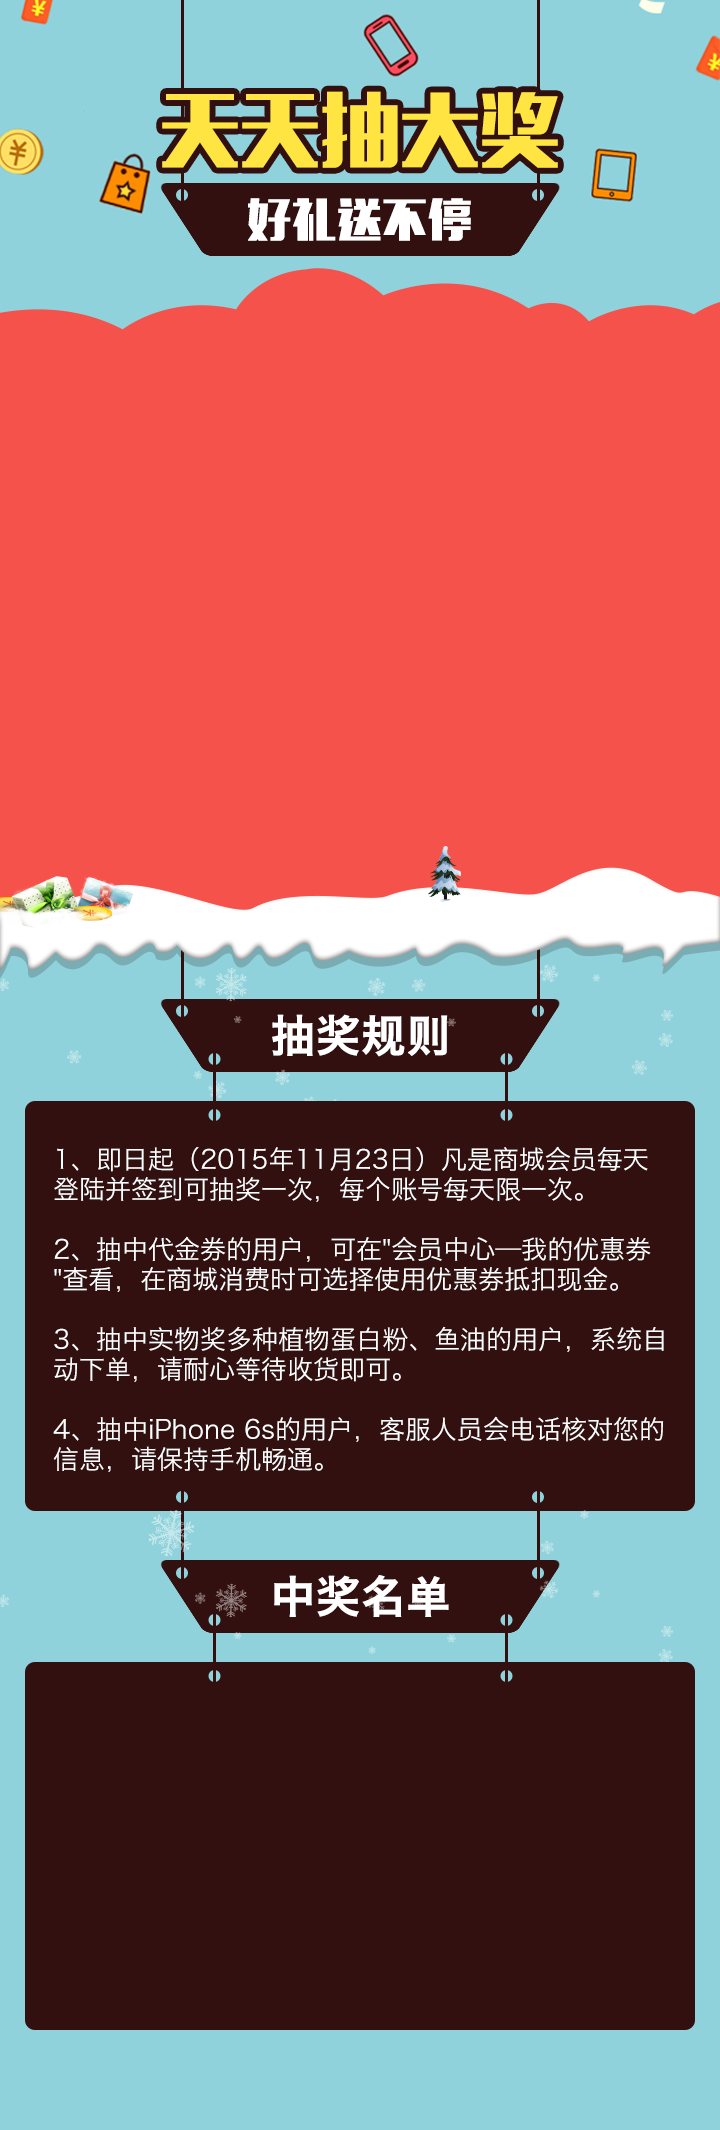 ¥
¥
¥
天天抽大奖
好礼送不停
抽奖规则
1、即日起（2015年11月23日）凡是商城会员每天
登陆并签到可抽奖一次，每个账号每天限一次。
2、抽中代金券的用户，可在"会员中心—我的优惠券
"查看，在商城消费时可选择使用优惠券抵扣现金。
3、抽中实物奖多种植物蛋白粉、鱼油的用户，系统自
动下单，请耐心等待收货即可。
4、抽中iPhone 6s的用户，客服人员会电话核对您的
信息，请保持手机畅通。
中奖名单